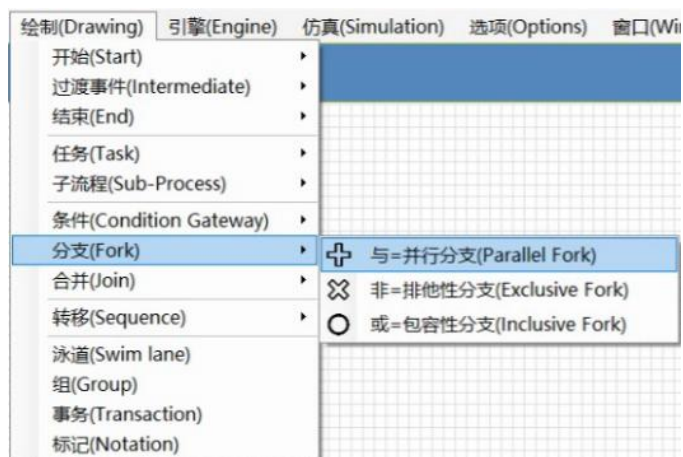 绘制(Drawing) 引擎(Engine) 仿真(Simulation) 选项(Options) 窗口(Wi
开始(Start)
过渡事件(Intermediate)
结束(End)
任务(Task)
子流程(Sub-Process)
条件(Condition Gateway)
分支(Fork)
与=并行分支(Parallel Fork)
合并(Join)
非=排他性分支(Exclusive Fork)
转移(Sequence)
或=包容性分支(Inclusive Fork)
泳道(Swim lane)
组(Group)
事务(Transaction)
标记(Notation)